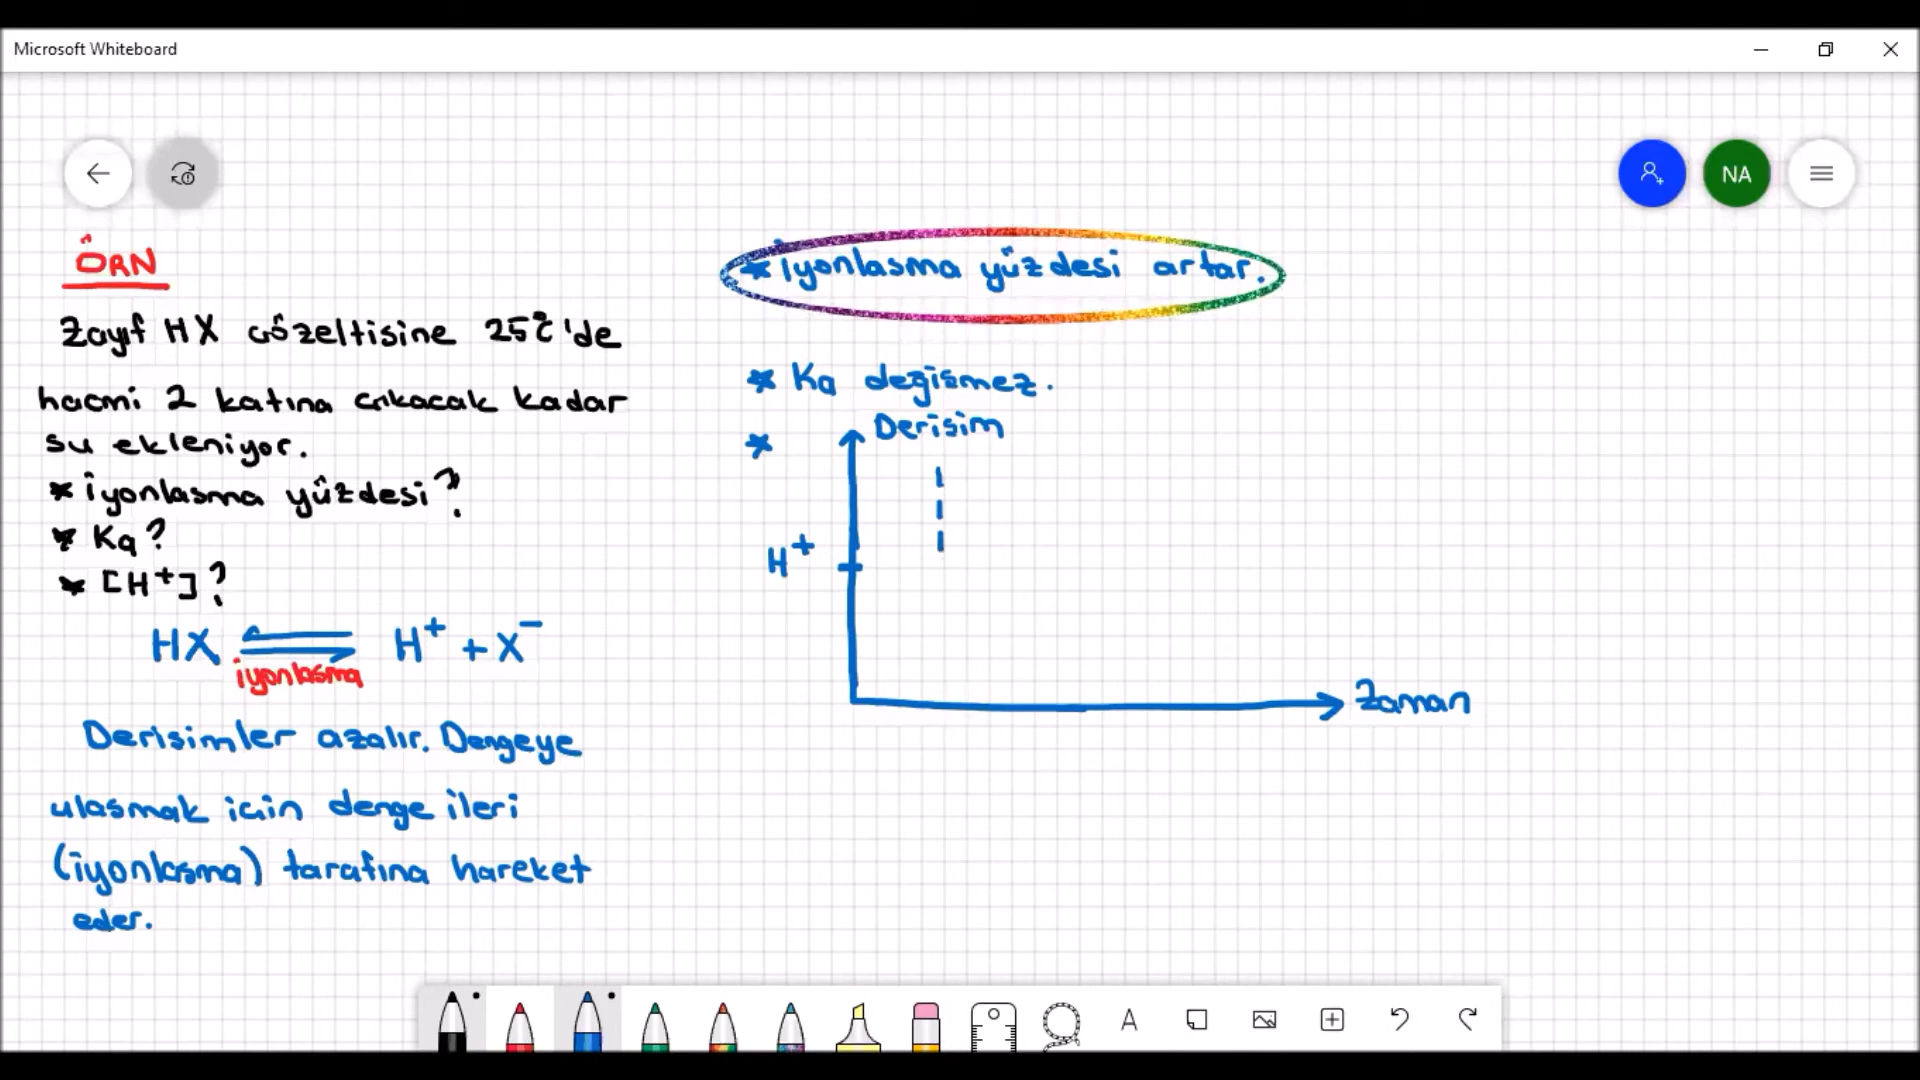 Microsoft Whiteboard
NA
ÖRN
Zayıf HX çözeltisine 25°C'de
hacmi 2 katına çıkacak kadar
su ekleniyor.
* iyonlaşma yüzdesi?
* Ka?
* [H+]?
HX ⇌ H+ + X-
iyonlaşma
Derişimler azalır. Dengeye
ulaşmak için denge ileri
(iyonlaşma) tarafına hareket
eder.
* İyonlaşma yüzdesi artar.
* Ka değişmez.
* Derişim
H+
Zaman